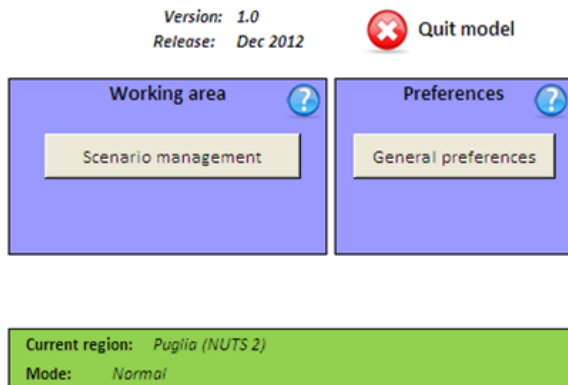 Version: 1.0
Release: Dec 2012
Quit model
Working area
?
Preferences
?
Scenario management
General preferences
Current region: Puglia (NUTS 2)
Mode: Normal